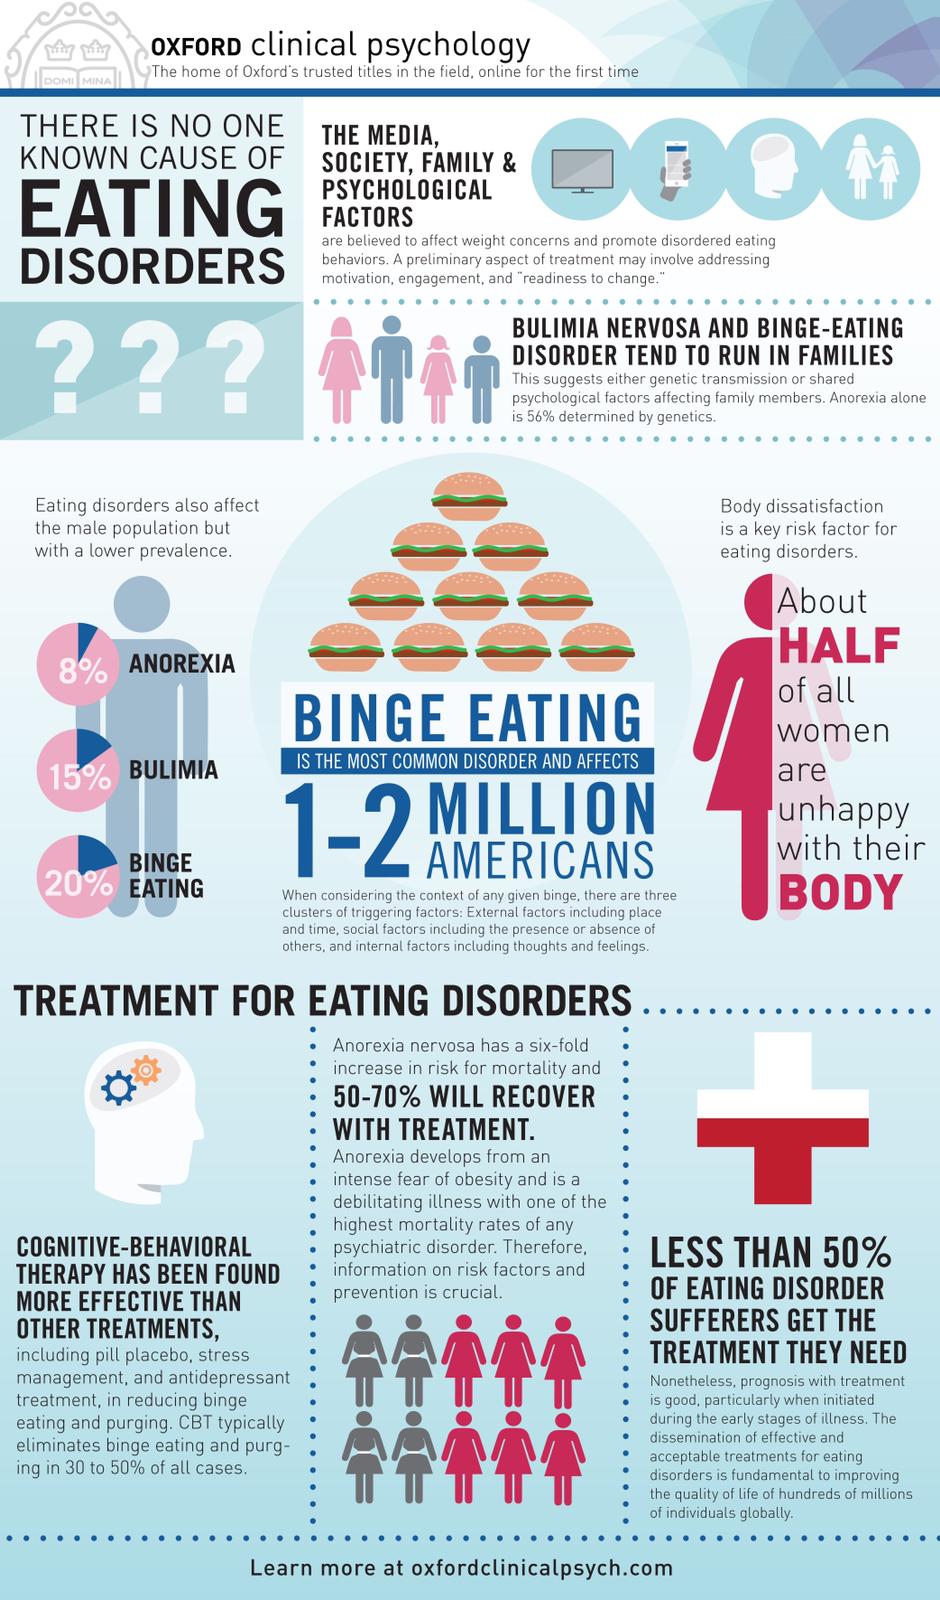 DOMI MINA
OXFORD clinical psychology
The home of Oxford's trusted titles in the field, online for the first time
THERE IS NO ONE
KNOWN CAUSE OF
EATING
DISORDERS
? ? ?
THE MEDIA,
SOCIETY, FAMILY &
PSYCHOLOGICAL
FACTORS
are believed to affect weight concerns and promote disordered eating
behaviors. A preliminary aspect of treatment may involve addressing
motivation, engagement, and "readiness to change."
BULIMIA NERVOSA AND BINGE-EATING
DISORDER TEND TO RUN IN FAMILIES
This suggests either genetic transmission or shared
psychological factors affecting family members. Anorexia alone
is 56% determined by genetics.
Eating disorders also affect
the male population but
with a lower prevalence.
8% ANOREXIA
15% BULIMIA
20% BINGE
EATING
BINGE EATING
IS THE MOST COMMON DISORDER AND AFFECTS
1-2 MILLION
AMERICANS
When considering the context of any given binge, there are three
clusters of triggering factors: External factors including place
and time, social factors including the presence or absence of
others, and internal factors including thoughts and feelings.
Body dissatisfaction
is a key risk factor for
eating disorders.
About
HALF
of all
women
are
unhappy
with their
BODY
TREATMENT FOR EATING DISORDERS
COGNITIVE-BEHAVIORAL
THERAPY HAS BEEN FOUND
MORE EFFECTIVE THAN
OTHER TREATMENTS,
including pill placebo, stress
management, and antidepressant
treatment, in reducing binge
eating and purging. CBT typically
eliminates binge eating and purg-
ing in 30 to 50% of all cases.
Anorexia nervosa has a six-fold
increase in risk for mortality and
50-70% WILL RECOVER
WITH TREATMENT.
Anorexia develops from an
intense fear of obesity and is a
debilitating illness with one of the
highest mortality rates of any
psychiatric disorder. Therefore,
information on risk factors and
prevention is crucial.
LESS THAN 50%
OF EATING DISORDER
SUFFERERS GET THE
TREATMENT THEY NEED
Nonetheless, prognosis with treatment
is good, particularly when initiated
during the early stages of illness. The
dissemination of effective and
acceptable treatments for eating
disorders is fundamental to improving
the quality of life of hundreds of millions
of individuals globally.
Learn more at oxfordclinicalpsych.com